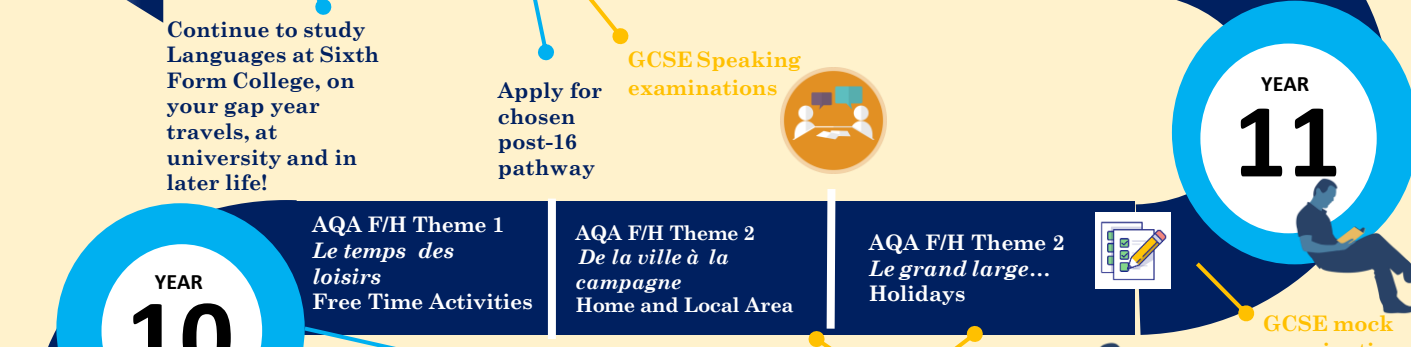 Continue to study
Languages at Sixth
Form College, on
your gap year
travels, at
university and in
later life!
Apply for
chosen
post-16
pathway
GCSE Speaking
examinations
YEAR
11
AQA F/H Theme 1
Le temps des
loisirs
Free Time Activities
AQA F/H Theme 2
De la ville à la
campagne
Home and Local Area
AQA F/H Theme 2
Le grand large...
Holidays
YEAR
10
GCSE mock